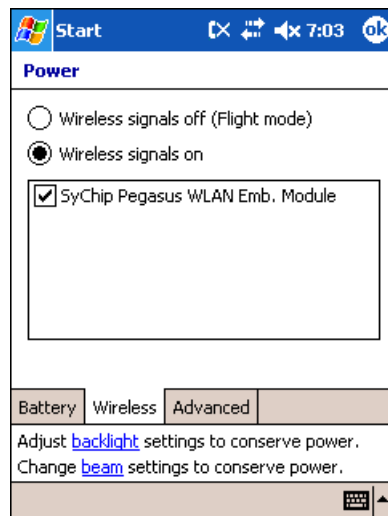 Start 7:03 ok
Power
Wireless signals off (Flight mode)
Wireless signals on
SyChip Pegasus WLAN Emb. Module
Battery Wireless Advanced
Adjust backlight settings to conserve power.
Change beam settings to conserve power.